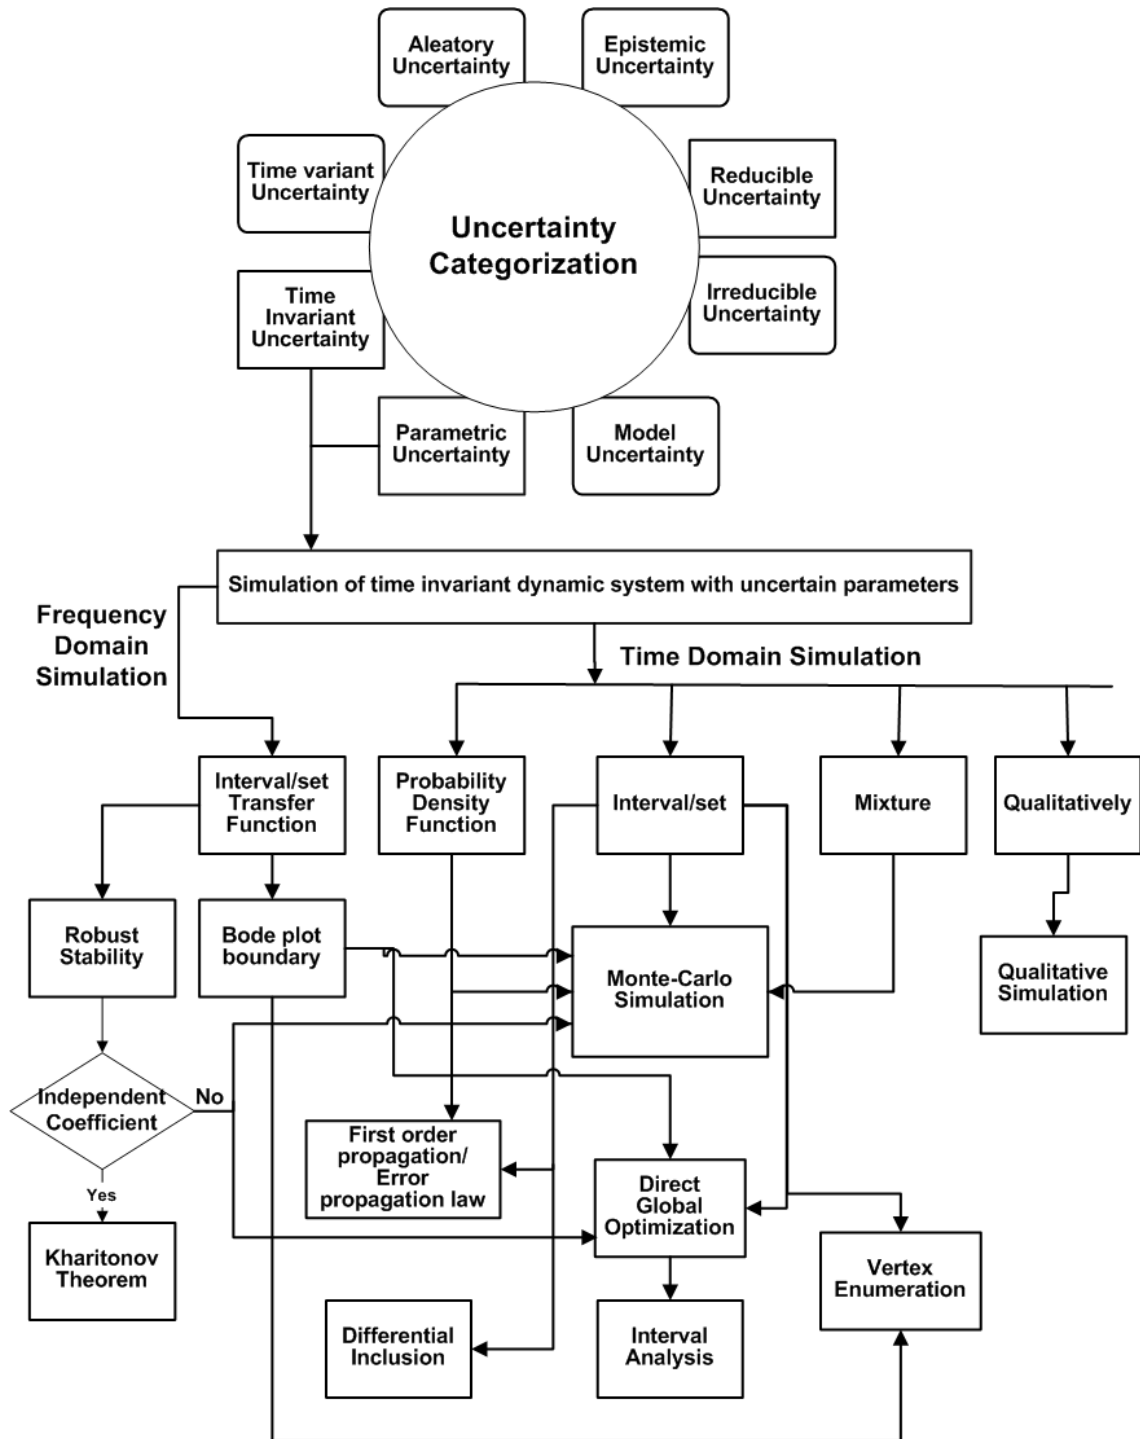 Aleatory
Uncertainty
Epistemic
Uncertainty
Time variant
Uncertainty
Reducible
Uncertainty
Uncertainty
Categorization
Time
Invariant
Uncertainty
Irreducible
Uncertainty
Parametric
Uncertainty
Model
Uncertainty
Simulation of time invariant dynamic system with uncertain parameters
Frequency
Domain
Simulation
Time Domain Simulation
Interval/set
Transfer
Function
Probability
Density
Function
Interval/set
Mixture
Qualitatively
Robust
Stability
Bode plot
boundary
Monte-Carlo
Simulation
Qualitative
Simulation
Independent
Coefficient
No
Yes
First order
propagation/
Error
propagation law
Direct
Global
Optimization
Kharitonov
Theorem
Vertex
Enumeration
Differential
Inclusion
Interval
Analysis